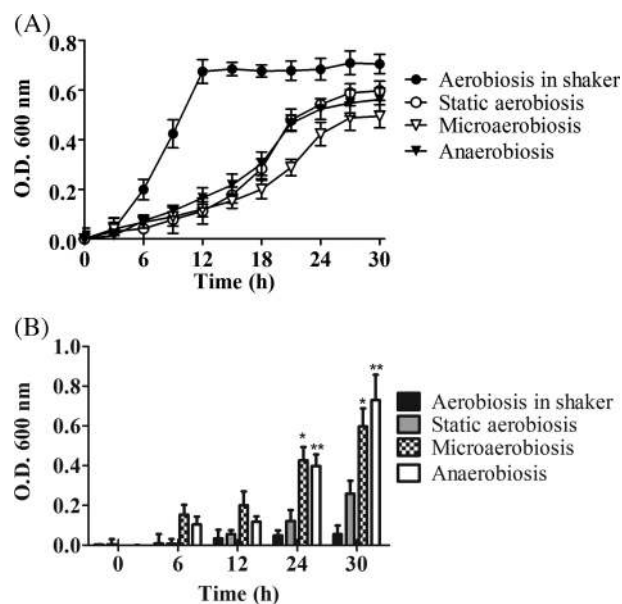 (A)
0.8
0.6
0.4
0.2
0.0
O.D. 600 nm
0 6 12 18 24 30
Time (h)
Aerobiosis in shaker
Static aerobiosis
Microaerobiosis
Anaerobiosis
(B)
1.0
0.8
0.6
0.4
0.2
0.0
O.D. 600 nm
* ** * **
0 6 12 24 30
Time (h)
Aerobiosis in shaker
Static aerobiosis
Microaerobiosis
Anaerobiosis